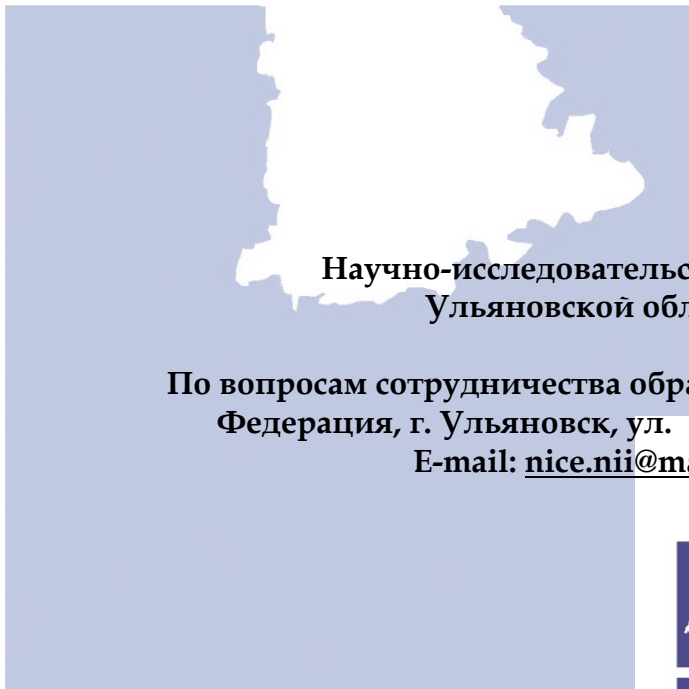 Научно-исследовательс
Ульяновской обл
По вопросам сотрудничества обра
Федерация, г. Ульяновск, ул.
E-mail: nice.nii@ma